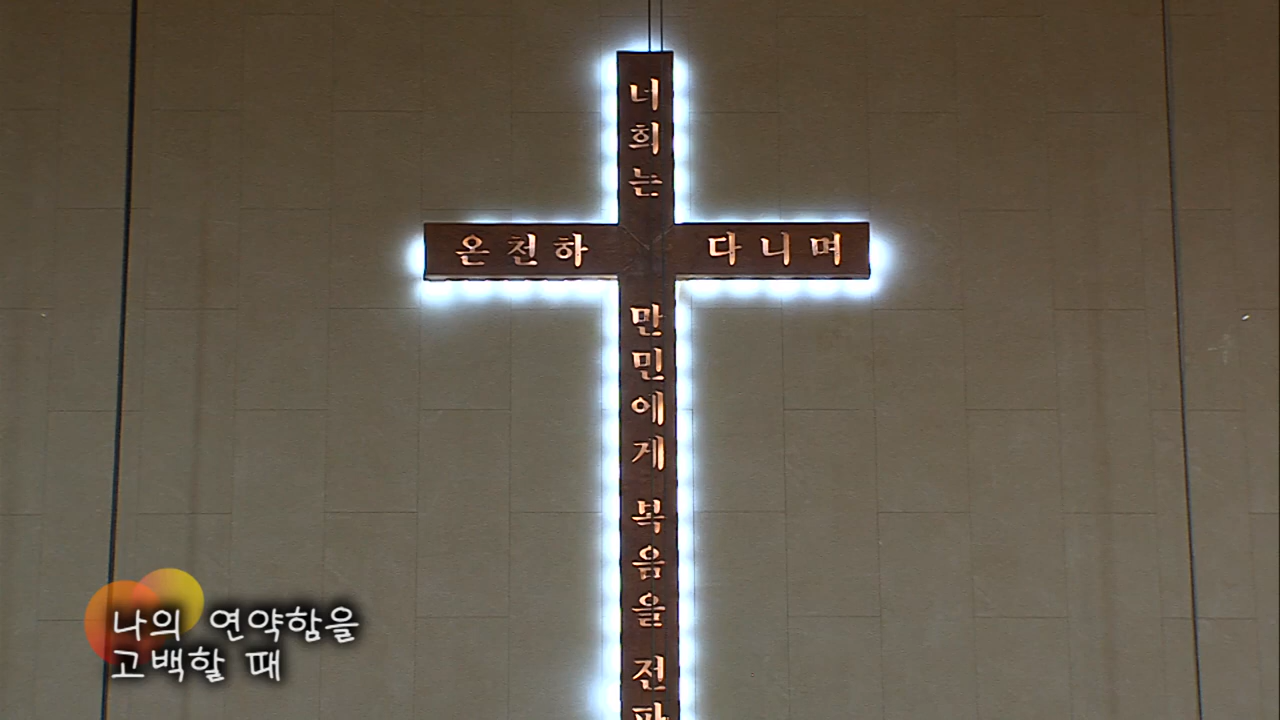 너희는
온천하 다니며
만민에게 복음을 전파
나의 연약함을
고백할 때